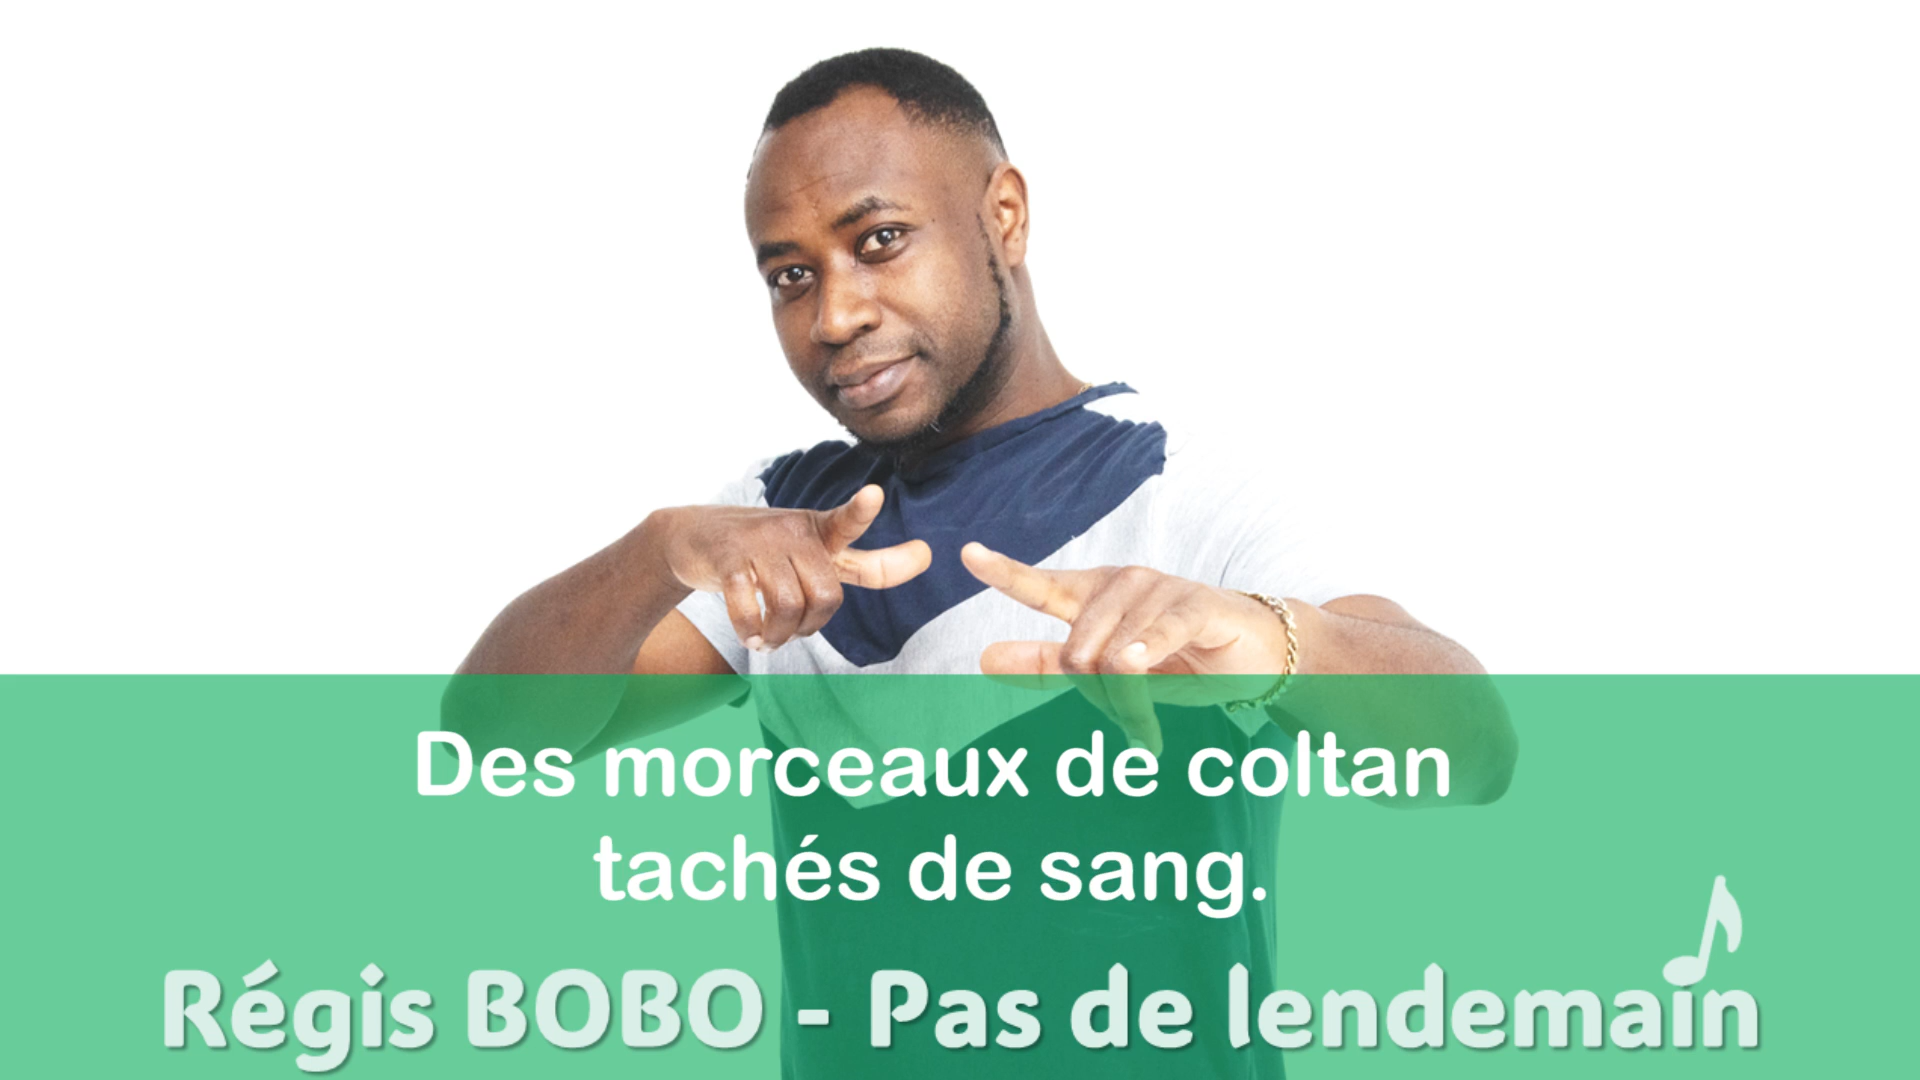 Des morceaux de coltan
tachés de sang.
Régis BOBO - Pas de lendemain